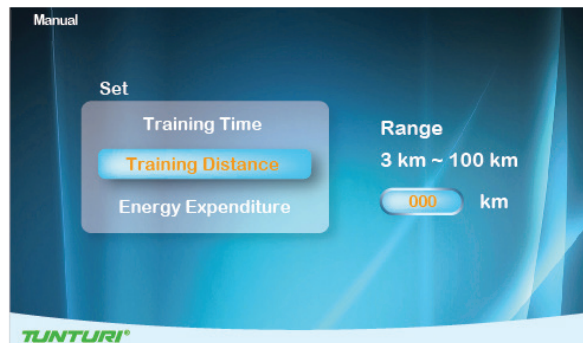 Manual
Set
Training Time
Training Distance
Energy Expenditure
Range
3 km ~ 100 km
000 km
TUNTURI®